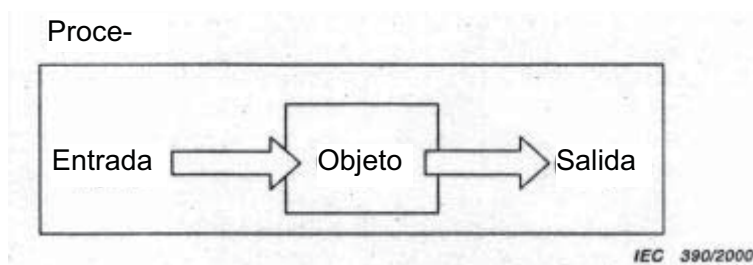 Proce-
Entrada Objeto Salida
IEC 390/2000